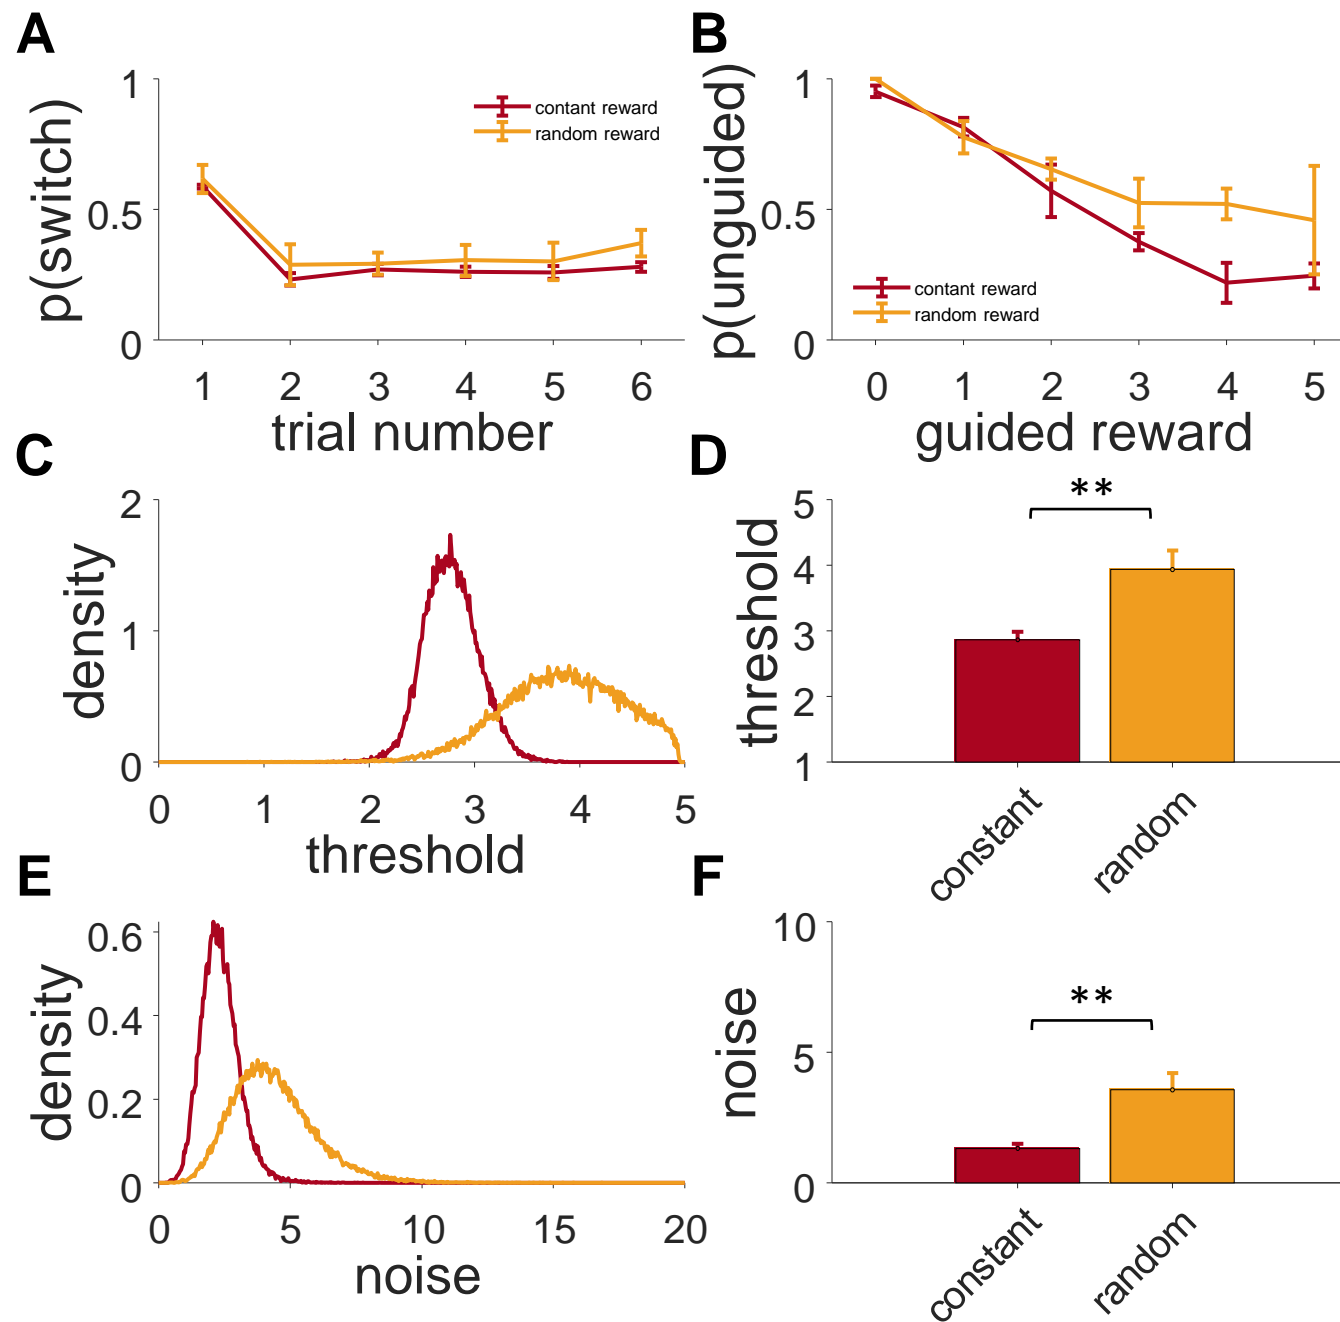 A
p(switch)
1
0.5
0
contant reward
random reward
1 2 3 4 5 6
trial number
B
p(unguided)
1
0.5
0
contant reward
random reward
0 1 2 3 4 5
guided reward
C
density
2
1
0
0 1 2 3 4 5
threshold
D
threshold
5
4
3
2
1
**
constant
random
E
density
0.6
0.4
0.2
0
0 5 10 15 20
noise
F
noise
10
5
0
**
constant
random